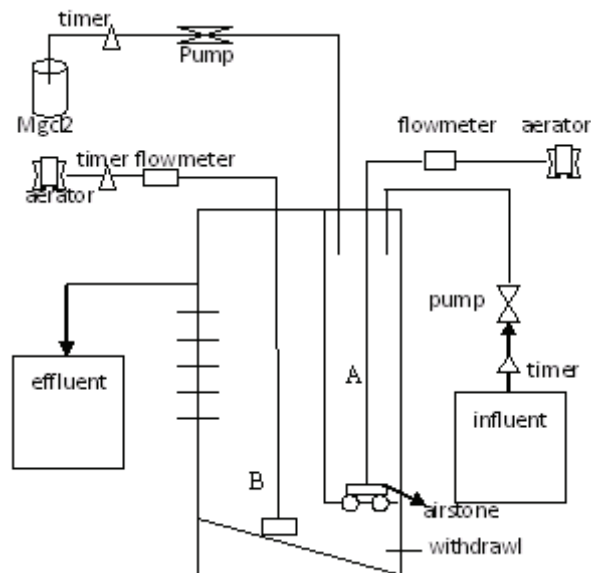 timer
Pump
Mgcl2
flowmeter aerator
timer flowmeter
aerator
pump
A
timer
effluent
influent
B
airstone
withdrawl